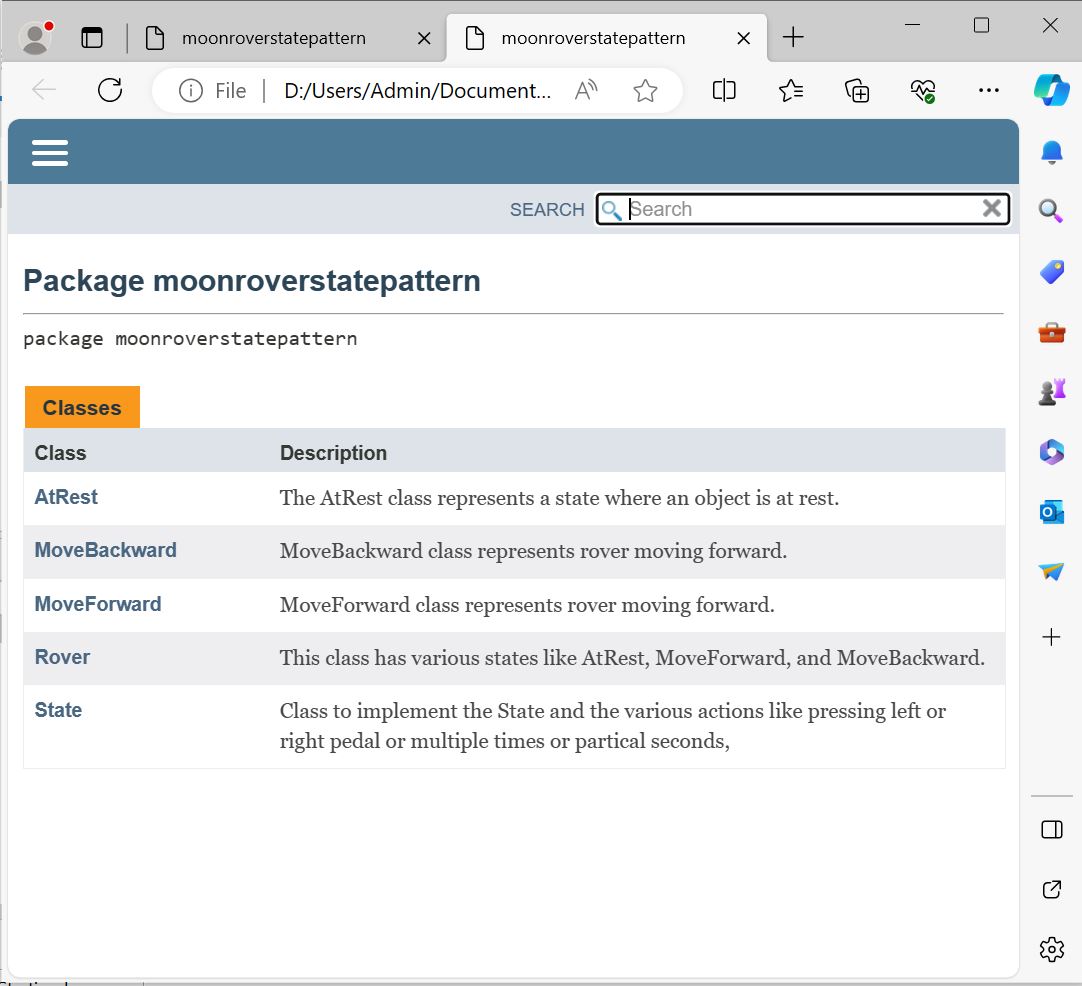 moonroverstatepattern
moonroverstatepattern
File
D:/Users/Admin/Document...
SEARCH
Search
Package moonroverstatepattern
package moonroverstatepattern
Classes
Class Description
AtRest The AtRest class represents a state where an object is at rest.
MoveBackward MoveBackward class represents rover moving forward.
MoveForward MoveForward class represents rover moving forward.
Rover This class has various states like AtRest, MoveForward, and MoveBackward.
State Class to implement the State and the various actions like pressing left or
right pedal or multiple times or partical seconds,